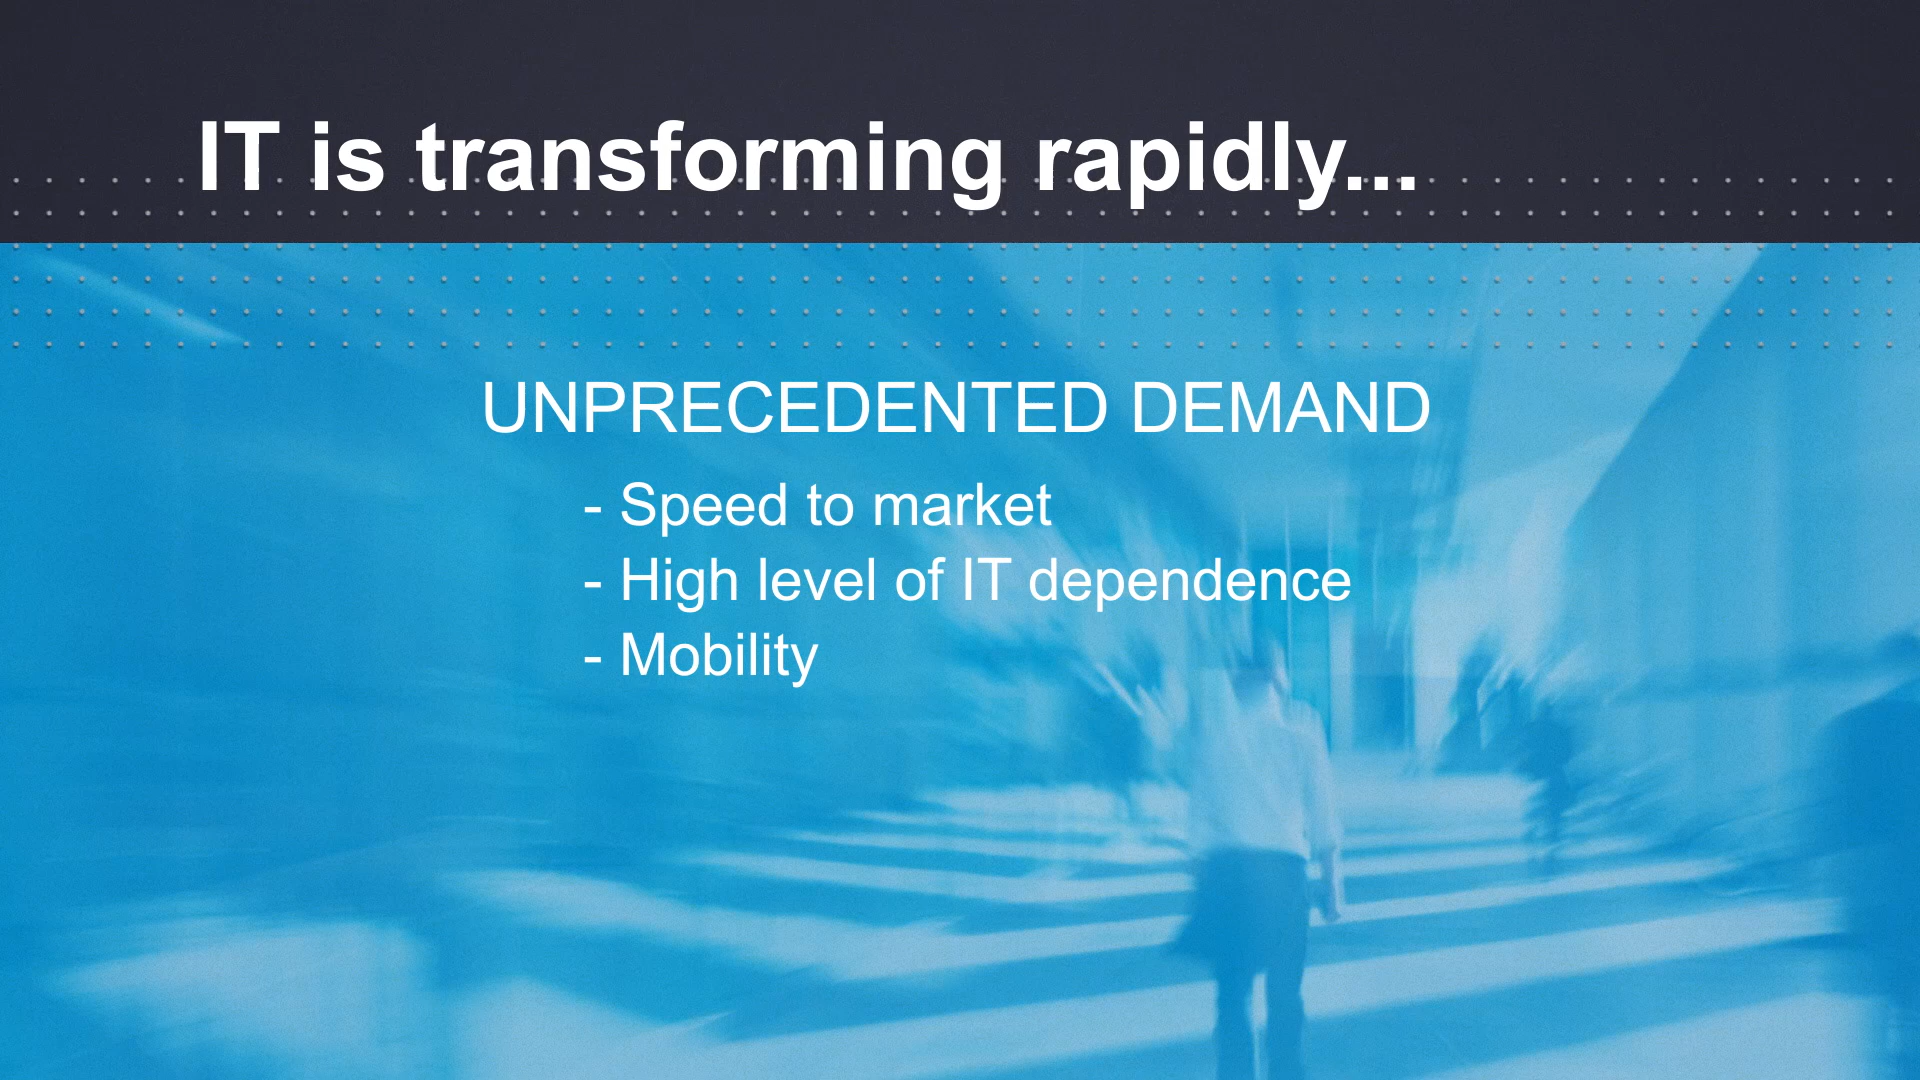 IT is transforming rapidly...
UNPRECEDENTED DEMAND
- Speed to market
- High level of IT dependence
- Mobility